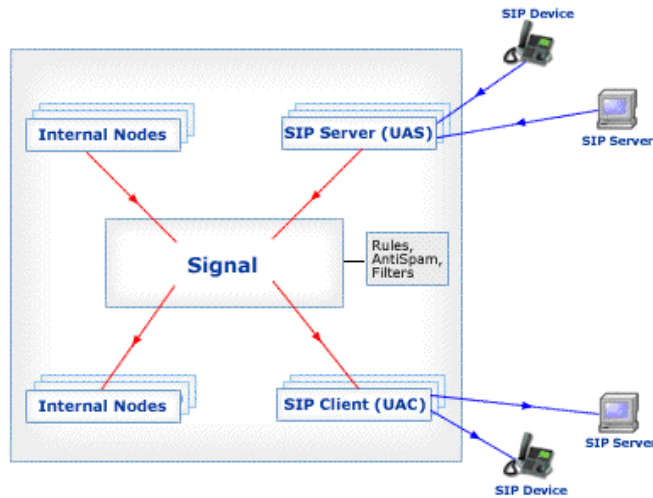 SIP Device
Internal Nodes
SIP Server (UAS)
SIP Server
Signal
Rules,
AntiSpam,
Filters
Internal Nodes
SIP Client (UAC)
SIP Server
SIP Device